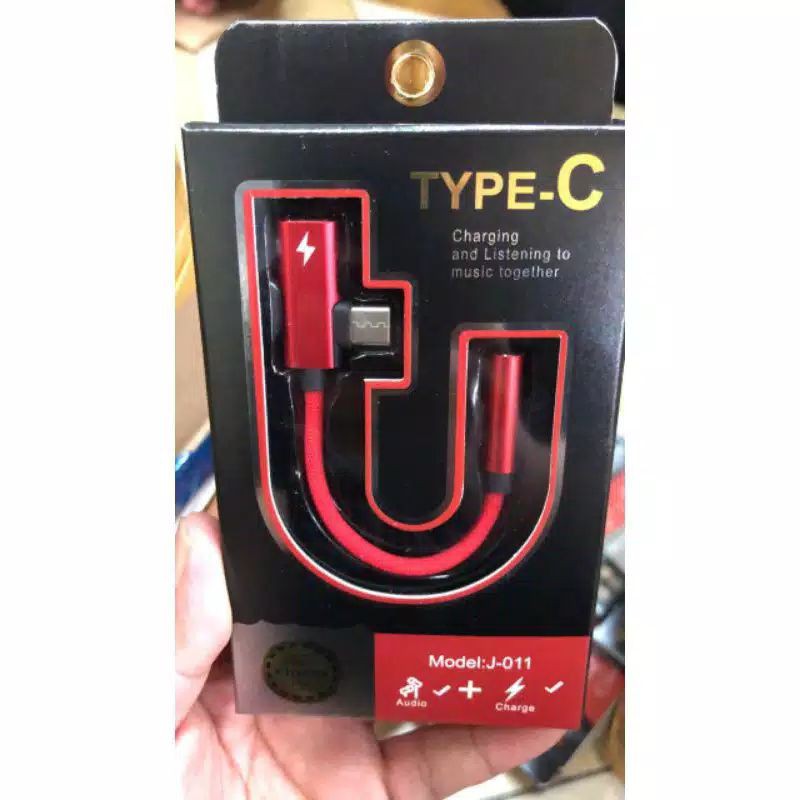 TYPE-C
Charging
and Listening to
music together
Model:J-011
Audio
Charge